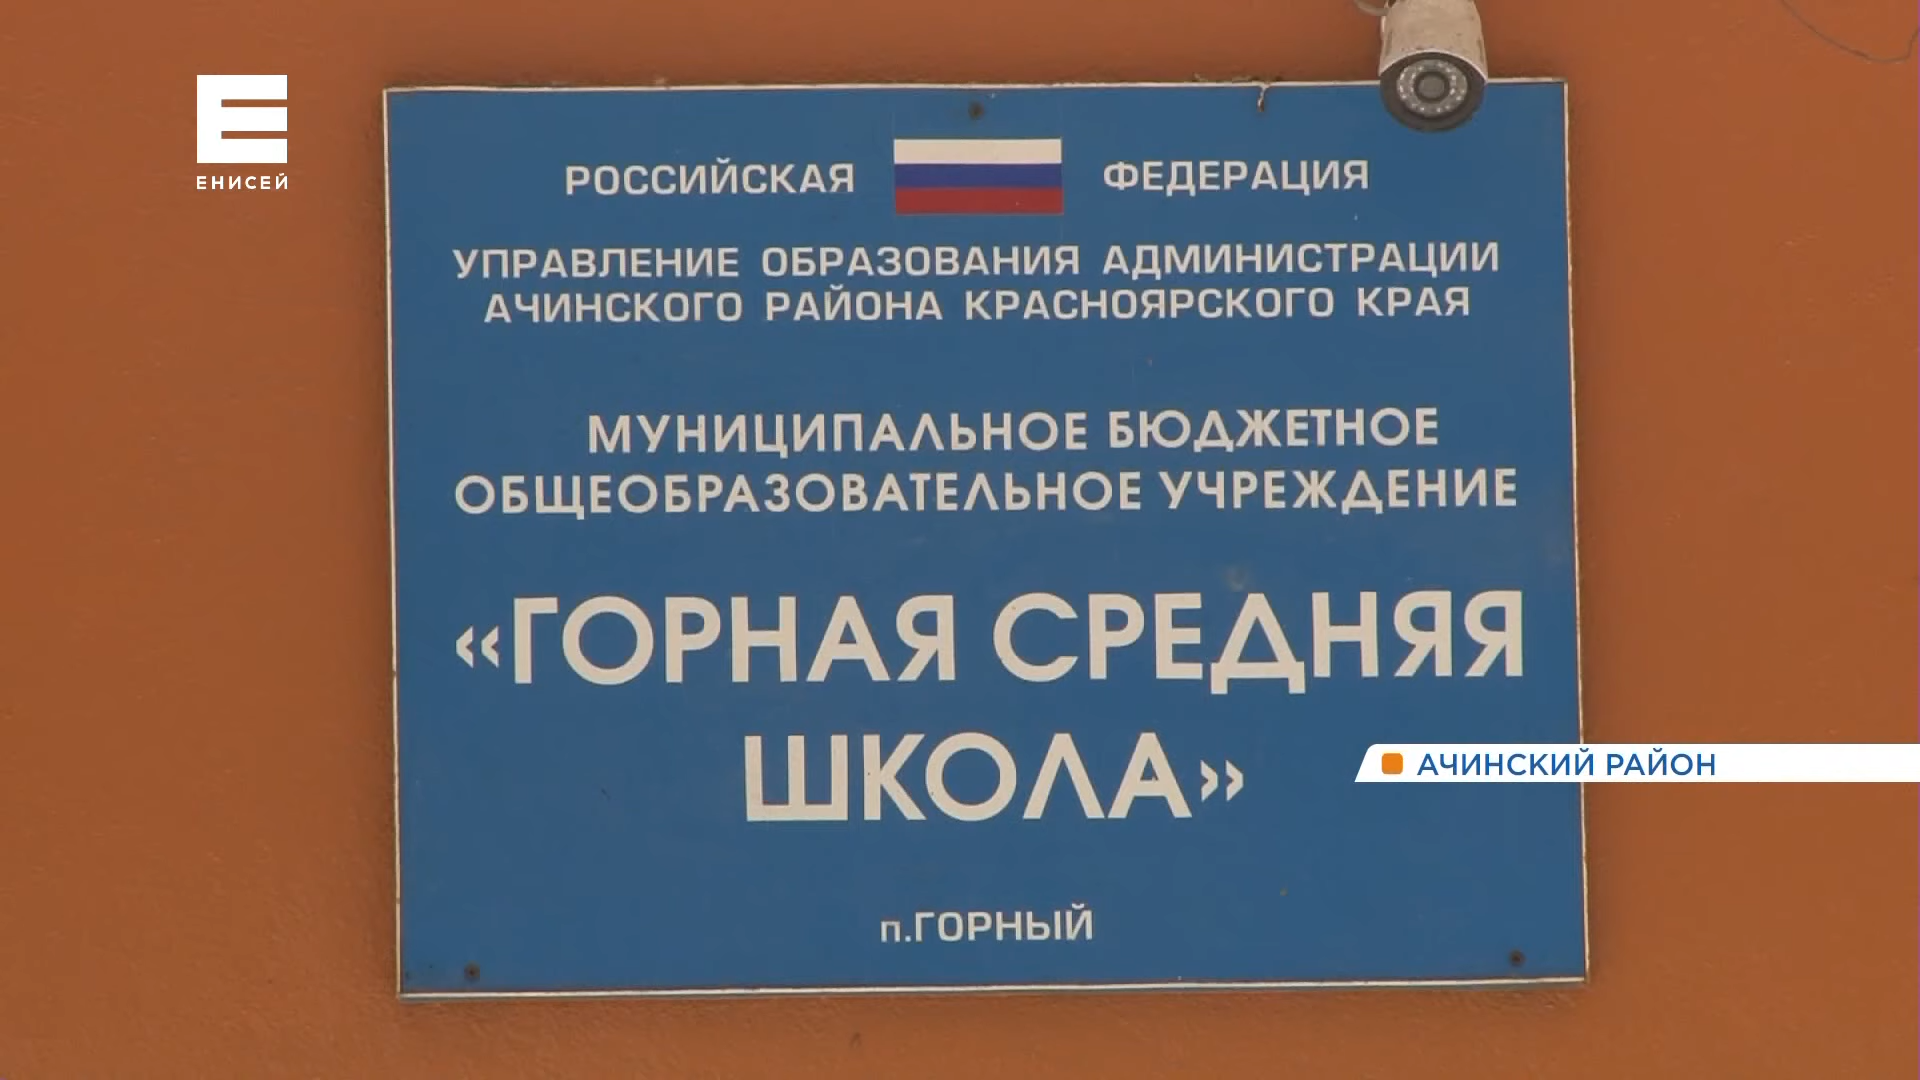 ЕНИСЕЙ
РОССИЙСКАЯ ФЕДЕРАЦИЯ
УПРАВЛЕНИЕ ОБРАЗОВАНИЯ АДМИНИСТРАЦИИ
АЧИНСКОГО РАЙОНА КРАСНОЯРСКОГО КРАЯ
МУНИЦИПАЛЬНОЕ БЮДЖЕТНОЕ
ОБЩЕОБРАЗОВАТЕЛЬНОЕ УЧРЕЖДЕНИЕ
«ГОРНАЯ СРЕДНЯЯ
ШКОЛА»
АЧИНСКИЙ РАЙОН
п.ГОРНЫЙ